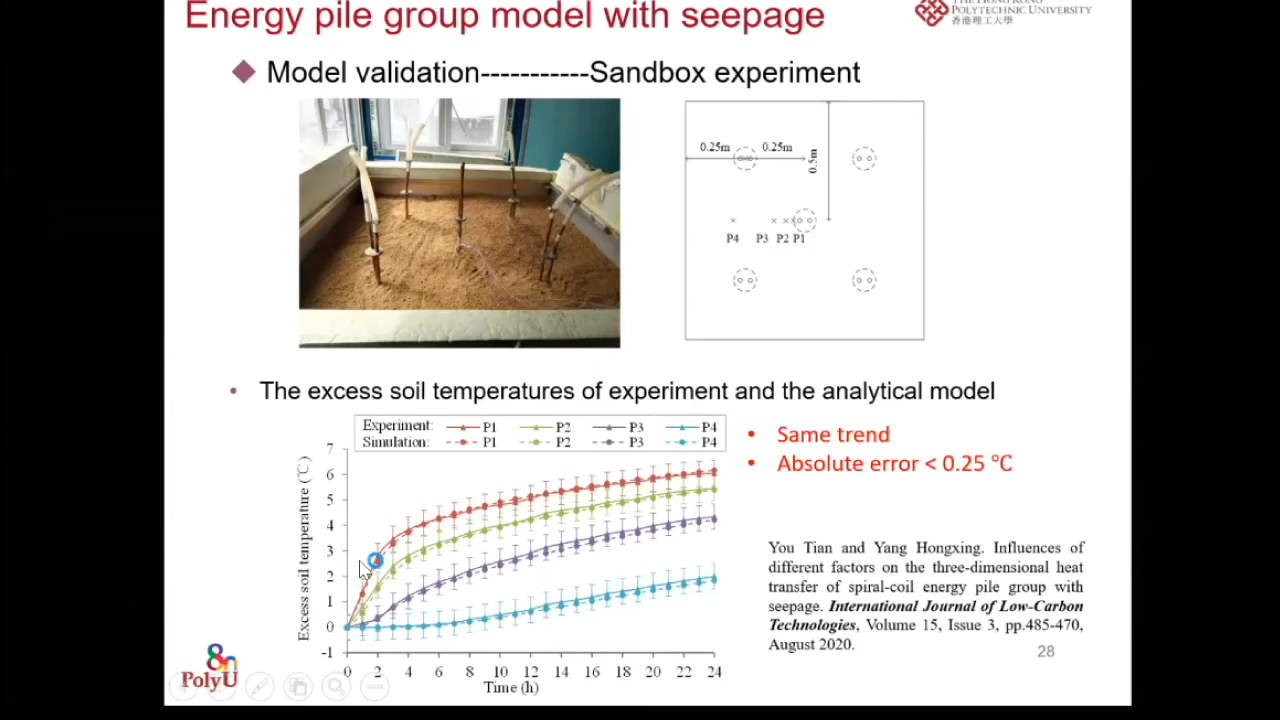 Energy pile group model with seepage
THE HONG KONG
POLYTECHNIC UNIVERSITY
香港理工大學
Model validation-----------Sandbox experiment
0.25m 0.25m
0.5m
P4 P3 P2 P1
• The excess soil temperatures of experiment and the analytical model
Experiment: P1 P2 P3 P4
Simulation: P1 P2 P3 P4
Excess soil temperature (℃)
7
6
5
4
3
2
1
0
-1
0 2 4 6 8 10 12 14 16 18 20 22 24
Time (h)
• Same trend
• Absolute error < 0.25 ℃
You Tian and Yang Hongxing. Influences of
different factors on the three-dimensional heat
transfer of spiral-coil energy pile group with
seepage. International Journal of Low-Carbon
Technologies, Volume 15, Issue 3, pp.485-470,
August 2020.
28
PolyU